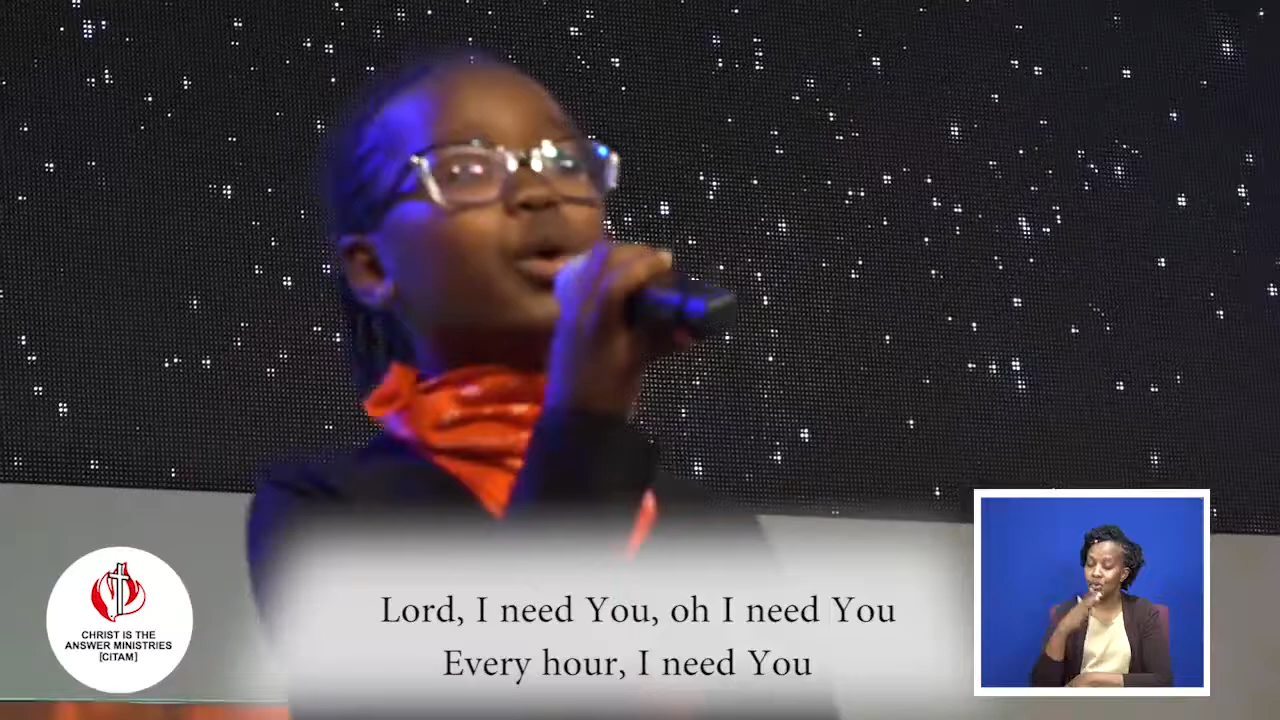 Lord, I need You, oh I need You
Every hour, I need You
CHRIST IS THE
ANSWER MINISTRIES
[CITAM]